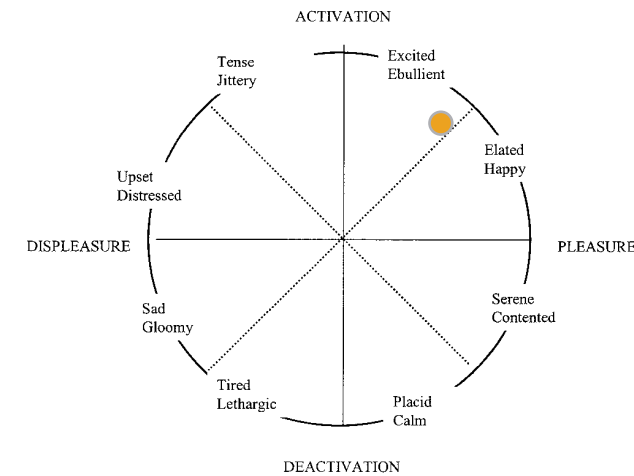 ACTIVATION
Tense
Jittery
Excited
Ebullient
Upset
Distressed
Elated
Happy
DISPLEASURE
PLEASURE
Sad
Gloomy
Serene
Contented
Tired
Lethargic
Placid
Calm
DEACTIVATION